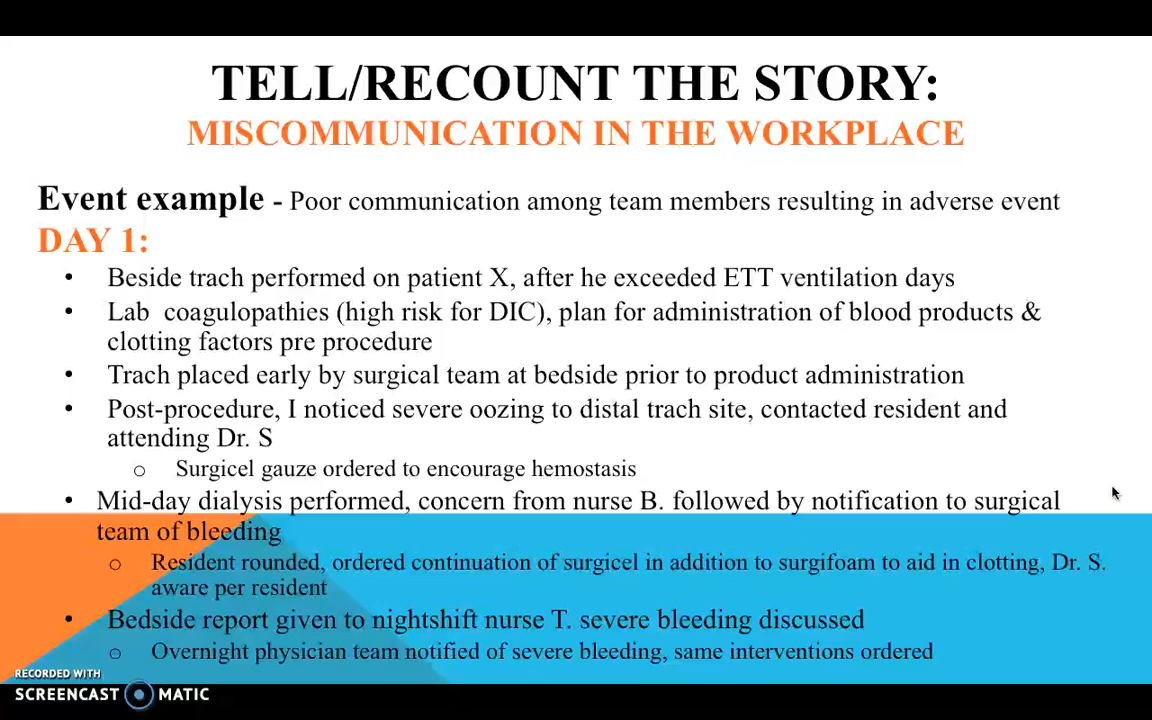 TELL/RECOUNT THE STORY:
MISCOMMUNICATION IN THE WORKPLACE
Event example - Poor communication among team members resulting in adverse event
DAY 1:
• Beside trach performed on patient X, after he exceeded ETT ventilation days
• Lab coagulopathies (high risk for DIC), plan for administration of blood products &
clotting factors pre procedure
• Trach placed early by surgical team at bedside prior to product administration
• Post-procedure, I noticed severe oozing to distal trach site, contacted resident and
attending Dr. S
o Surgicel gauze ordered to encourage hemostasis
• Mid-day dialysis performed, concern from nurse B. followed by notification to surgical
team of bleeding
o Resident rounded, ordered continuation of surgicel in addition to surgifoam to aid in clotting, Dr. S.
aware per resident
• Bedside report given to nightshift nurse T. severe bleeding discussed
o Overnight physician team notified of severe bleeding, same interventions ordered
RECORDED WITH
SCREENCAST MATIC